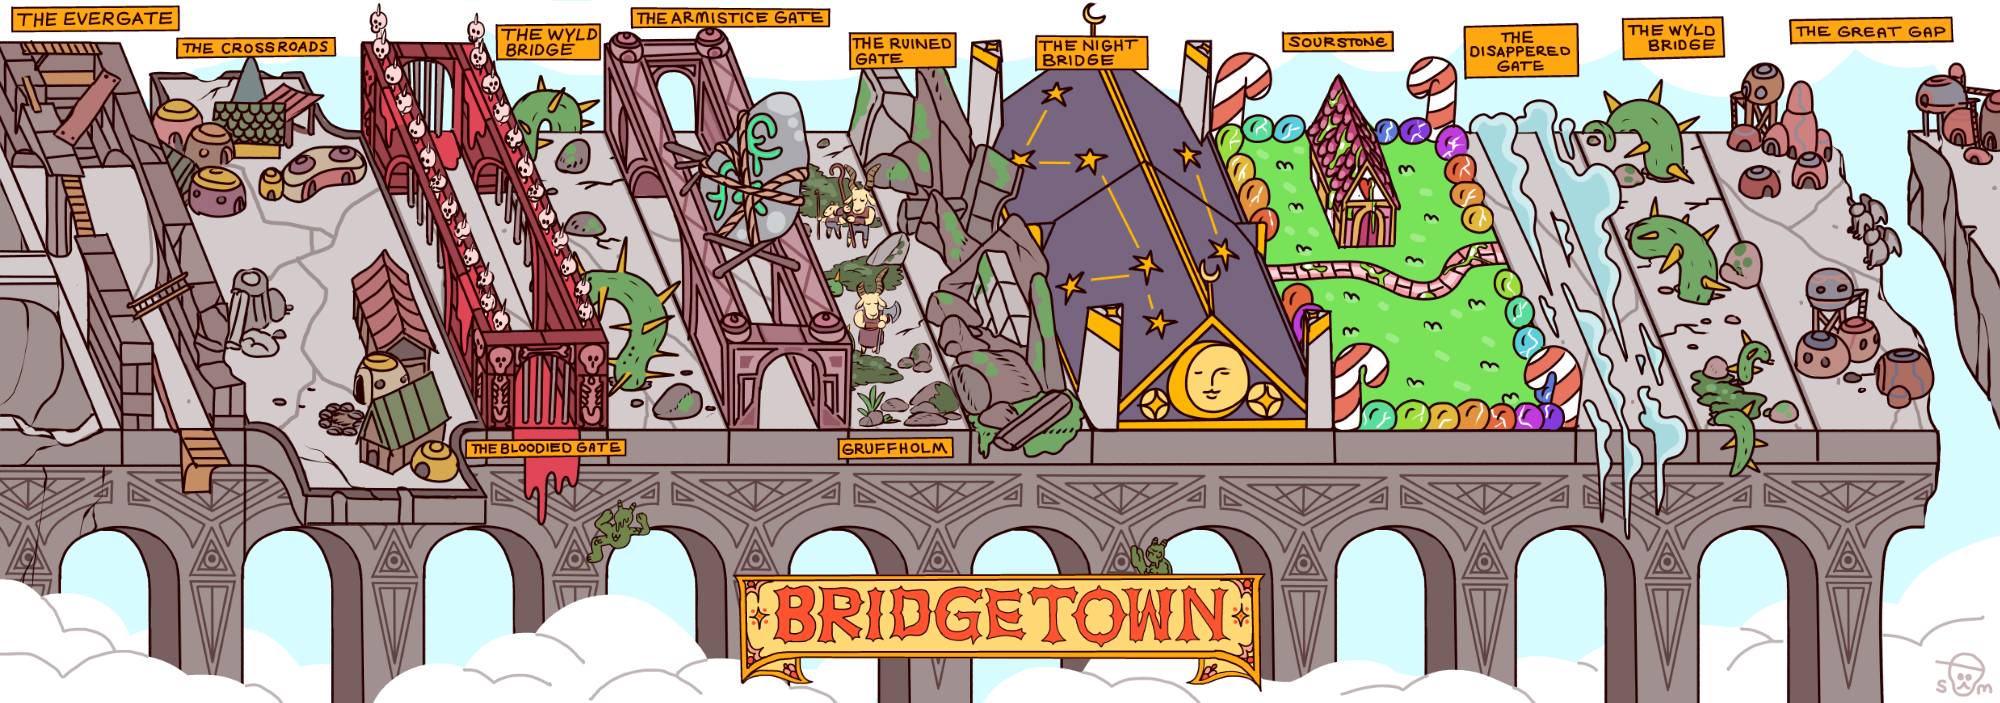 THE EVERGATE
THE CROSSROADS
THE WYLD
BRIDGE
THE ARMISTICE GATE
THE RUINED
GATE
THE NIGHT
BRIDGE
SOURSTONE
THE
DISAPPERED
GATE
THE WYLD
BRIDGE
THE GREAT GAP
THE BLOODIED GATE
GRUFFHOLM
BRIDGETOWN
S M